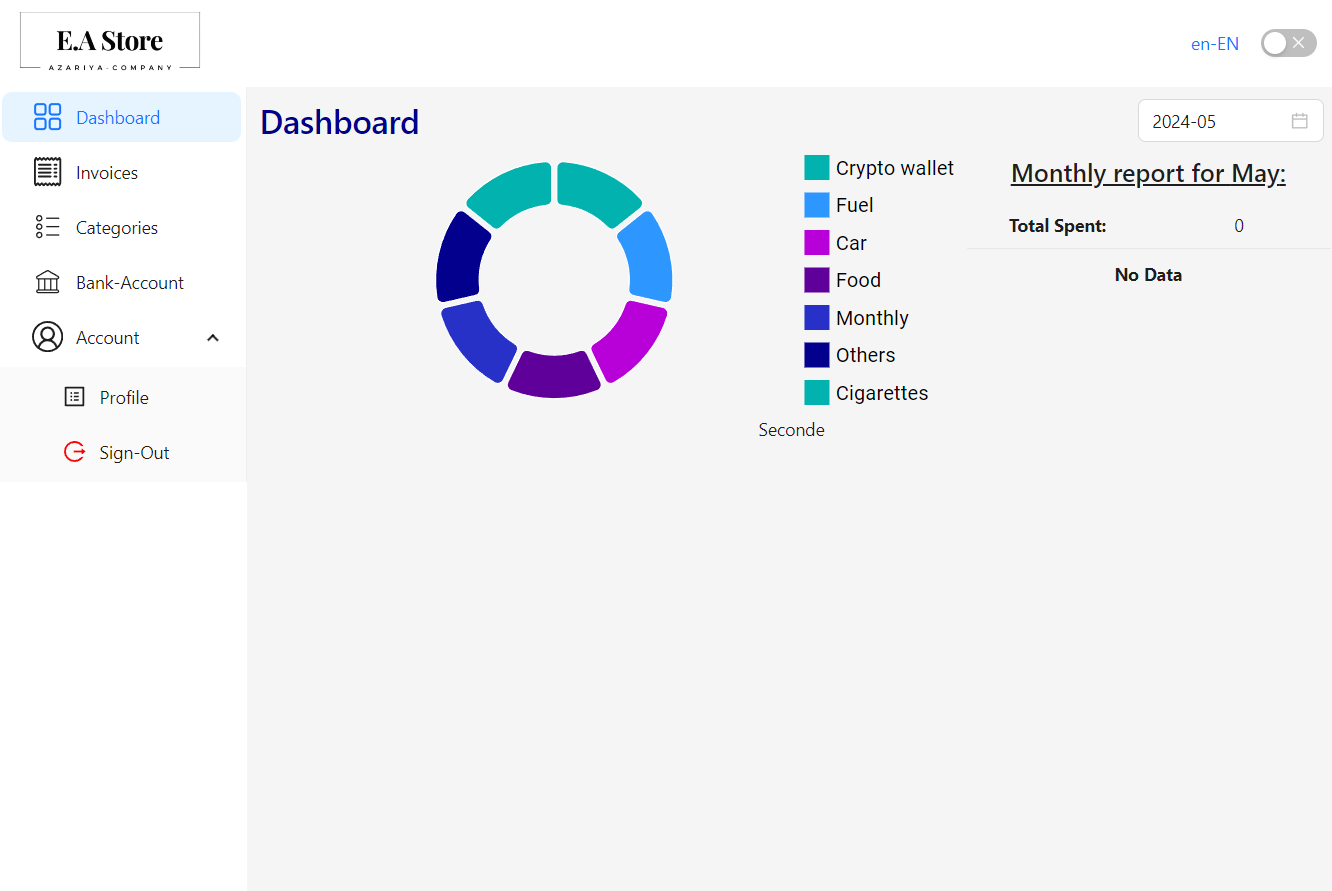 E.A Store
AZARIYA-COMPANY
en-EN
Dashboard
Invoices
Categories
Bank-Account
Account
Profile
Sign-Out
Dashboard
2024-05
Crypto wallet
Fuel
Car
Food
Monthly
Others
Cigarettes
Seconde
Monthly report for May:
Total Spent: 0
No Data